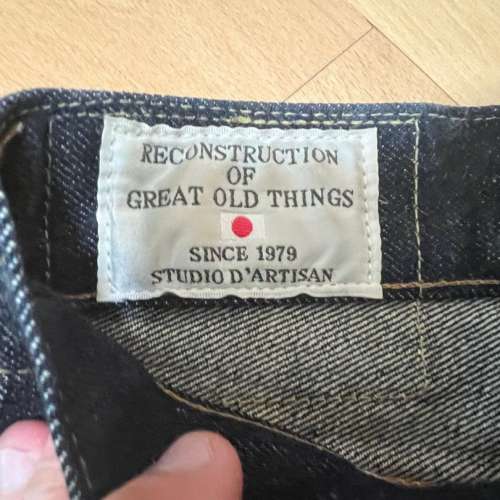 RECONSTRUCTION
OF
GREAT OLD THINGS
SINCE 1979
STUDIO D'ARTISAN